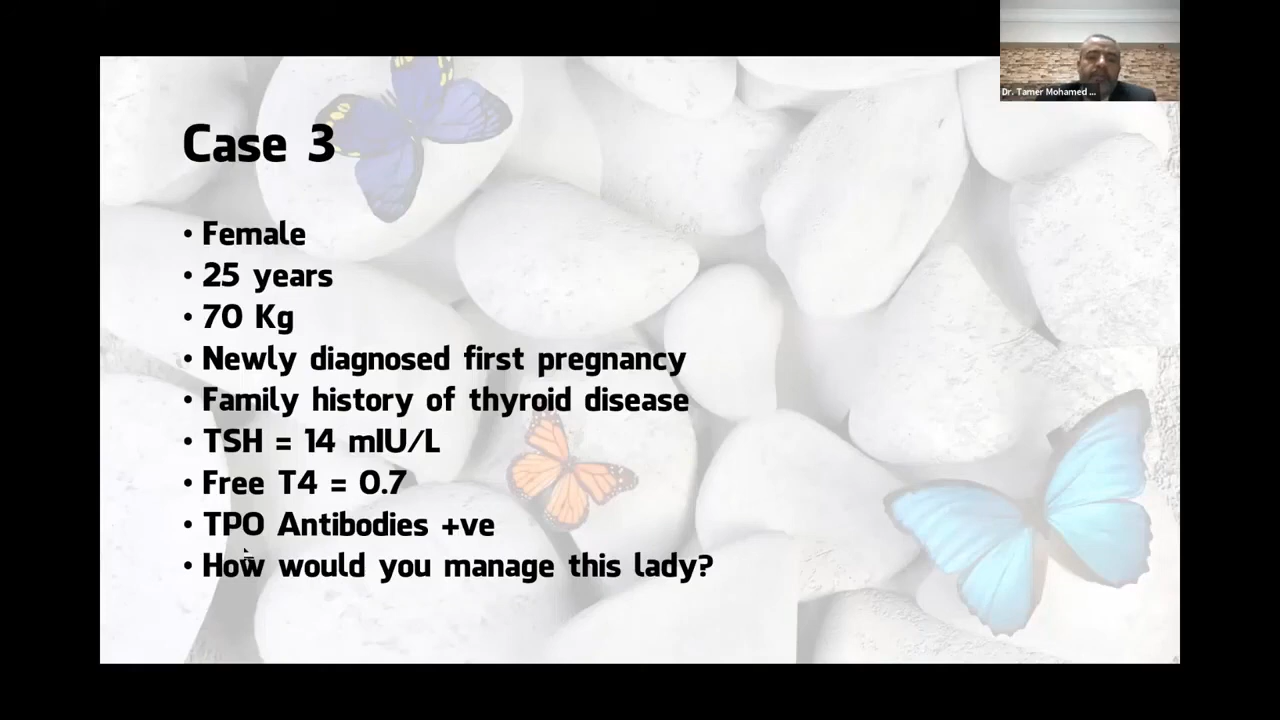 Dr. Tamer Mohamed ...
Case 3
• Female
• 25 years
• 70 Kg
• Newly diagnosed first pregnancy
• Family history of thyroid disease
• TSH = 14 mIU/L
• Free T4 = 0.7
• TPO Antibodies +ve
• How would you manage this lady?